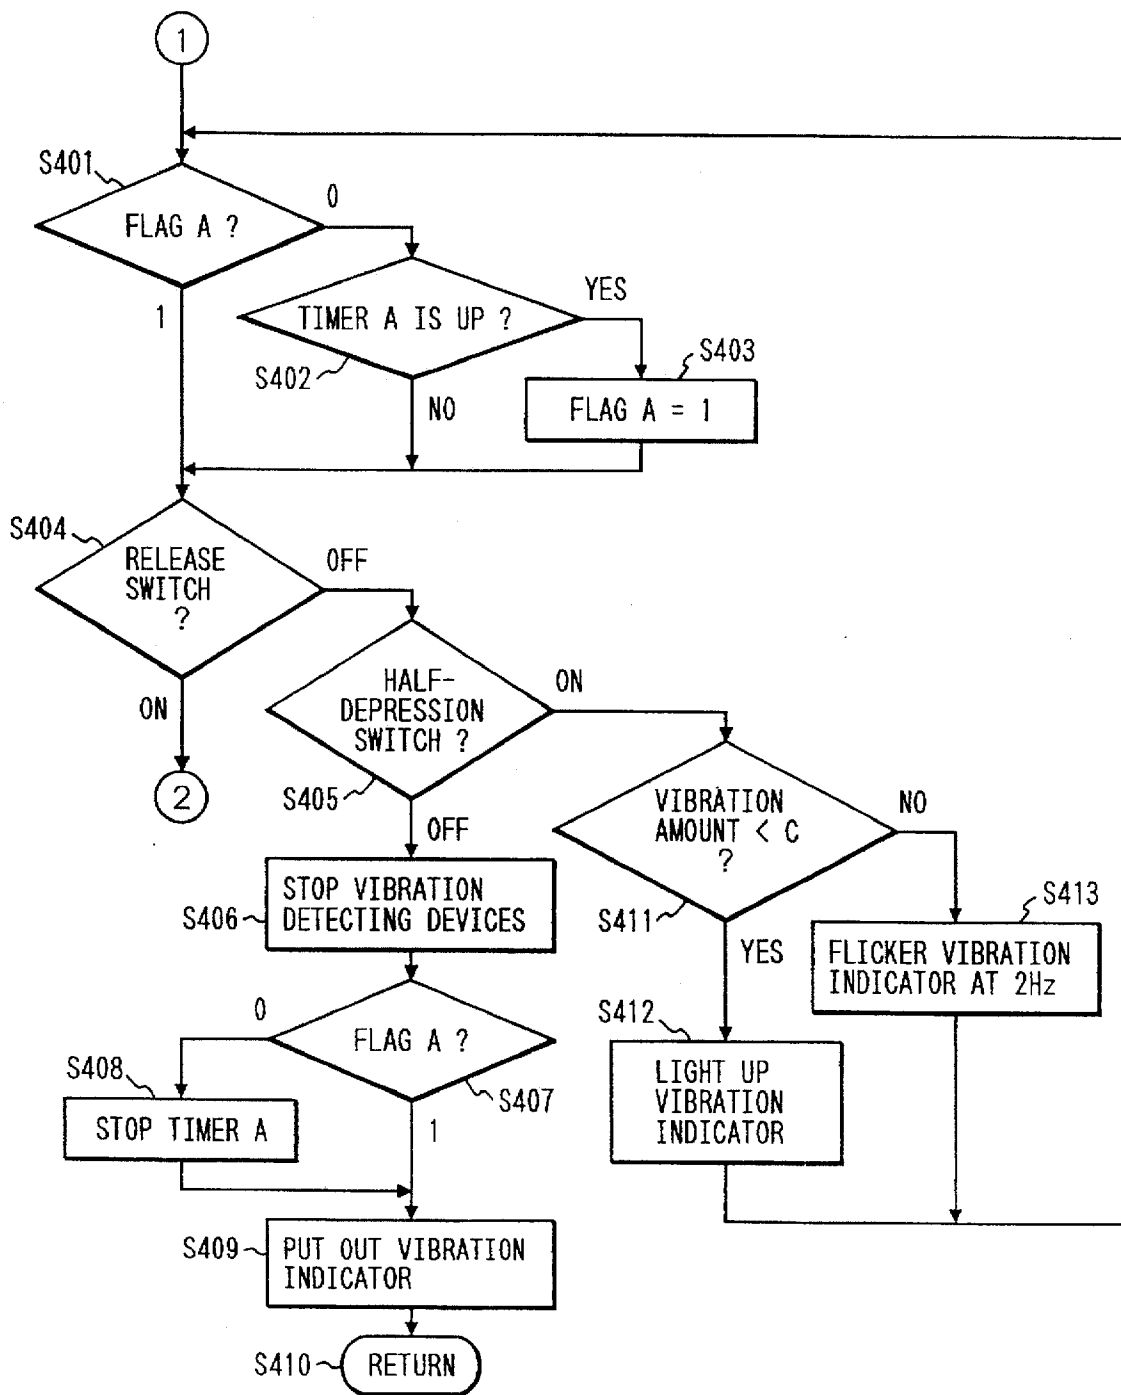 1
S401
FLAG A ?
0
1
TIMER A IS UP ?
YES
S402
NO
S403
FLAG A = 1
S404
RELEASE
SWITCH
?
OFF
ON
2
HALF-
DEPRESSION
SWITCH ?
ON
S405
OFF
VIBRATION
AMOUNT < C
?
NO
S411
YES
S406
STOP VIBRATION
DETECTING DEVICES
S413
FLICKER VIBRATION
INDICATOR AT 2Hz
S412
LIGHT UP
VIBRATION
INDICATOR
0
FLAG A ?
S407
1
S408
STOP TIMER A
S409
PUT OUT VIBRATION
INDICATOR
S410
RETURN